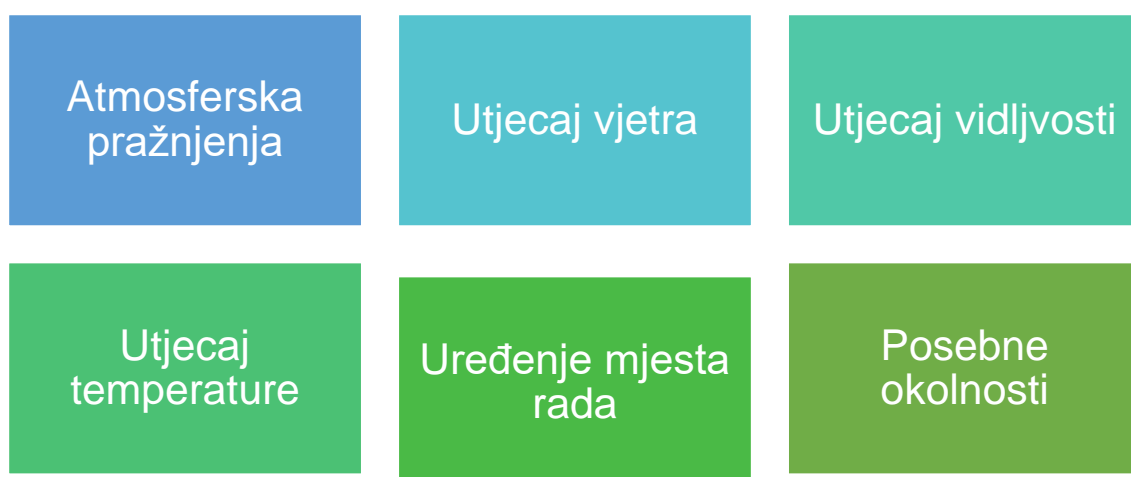 Atmosferska
pražnjenja
Utjecaj vjetra
Utjecaj vidljvosti
Utjecaj
temperature
Uređenje mjesta
rada
Posebne
okolnosti